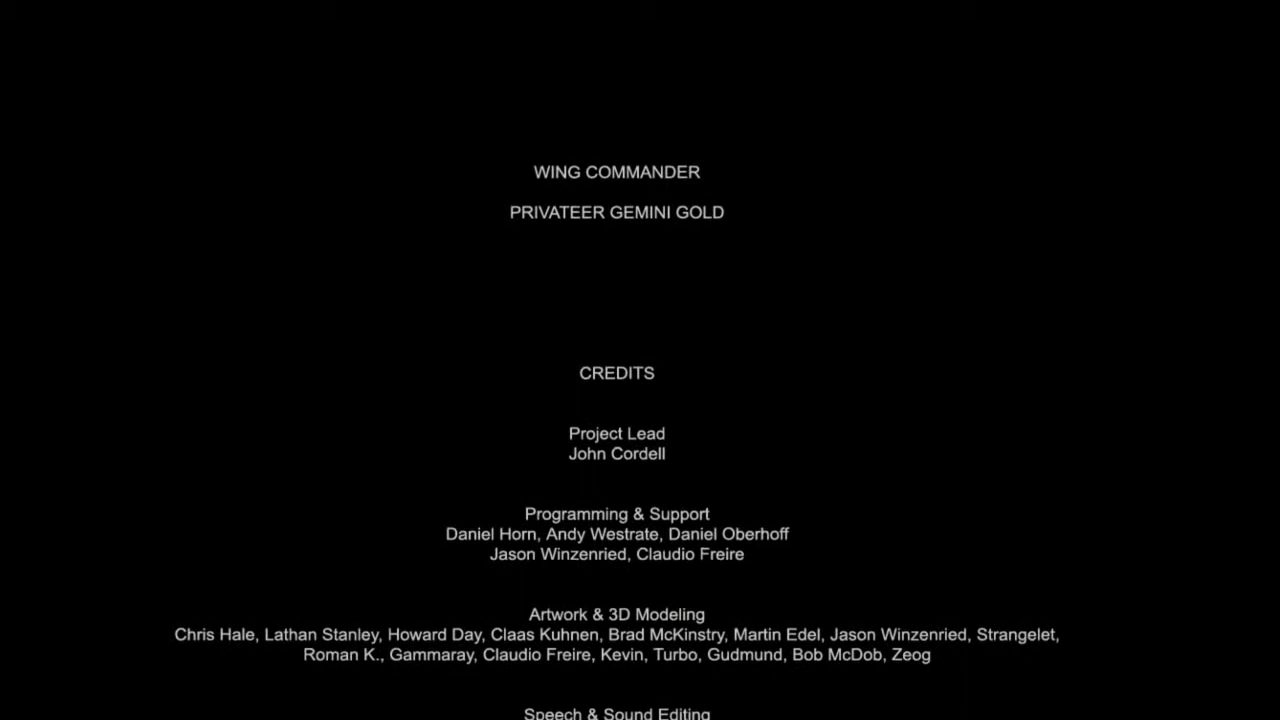 WING COMMANDER
PRIVATEER GEMINI GOLD
CREDITS
Project Lead
John Cordell
Programming & Support
Daniel Horn, Andy Westrate, Daniel Oberhoff
Jason Winzenried, Claudio Freire
Artwork & 3D Modeling
Chris Hale, Lathan Stanley, Howard Day, Claas Kuhnen, Brad McKinstry, Martin Edel, Jason Winzenried, Strangelet,
Roman K., Gammaray, Claudio Freire, Kevin, Turbo, Gudmund, Bob McDob, Zeog
Speech & Sound Editing